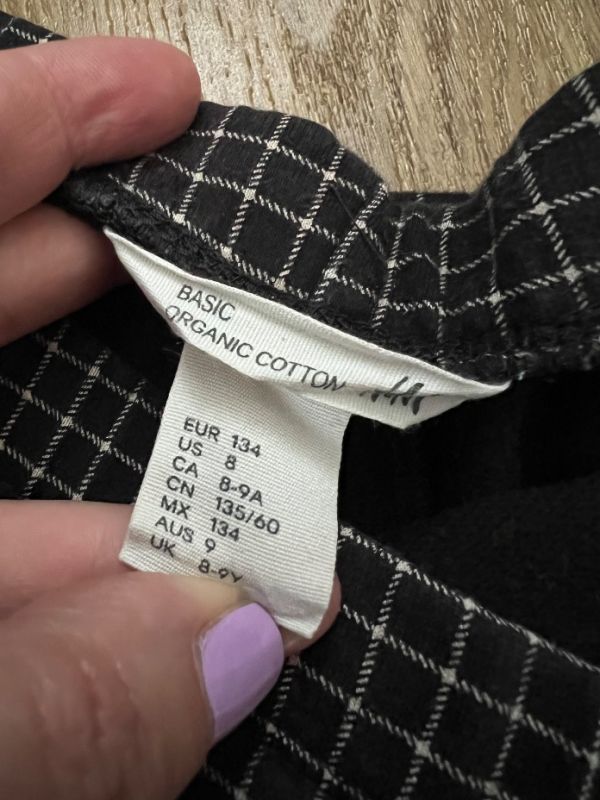 BASIC
ORGANIC COTTON H&M
EUR 134
US 8
CA 8-9A
CN 135/60
MX 134
AUS 9
UK 8-9Y